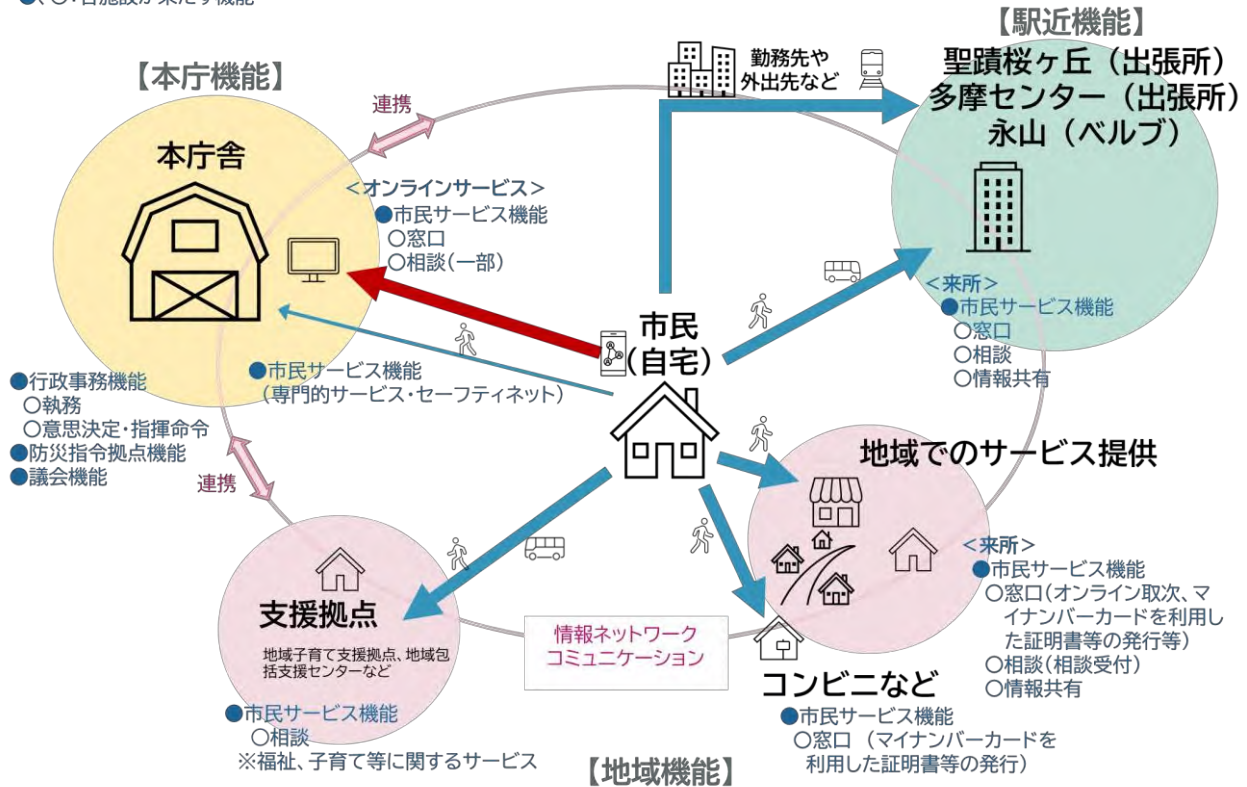 ●、○：各施設が果たす機能
【駅近機能】
聖蹟桜ヶ丘（出張所）
多摩センター（出張所）
永山（ベルブ）
勤務先や
外出先など
【本庁機能】
連携
本庁舎
＜オンラインサービス＞
●市民サービス機能
○窓口
○相談（一部）
＜来所＞
●市民サービス機能
○窓口
○相談
○情報共有
市民
（自宅）
●市民サービス機能
（専門的サービス・セーフティネット）
●行政事務機能
○執務
○意思決定・指揮命令
●防災指令拠点機能
●議会機能
連携
地域でのサービス提供
＜来所＞
●市民サービス機能
○窓口（オンライン取次、マ
イナンバーカードを利用し
た証明書等の発行等）
○相談（相談受付）
○情報共有
支援拠点
地域子育て支援拠点、地域包
括支援センターなど
●市民サービス機能
○相談
※福祉、子育て等に関するサービス
情報ネットワーク
コミュニケーション
コンビニなど
●市民サービス機能
○窓口 （マイナンバーカードを
利用した証明書等の発行）
【地域機能】